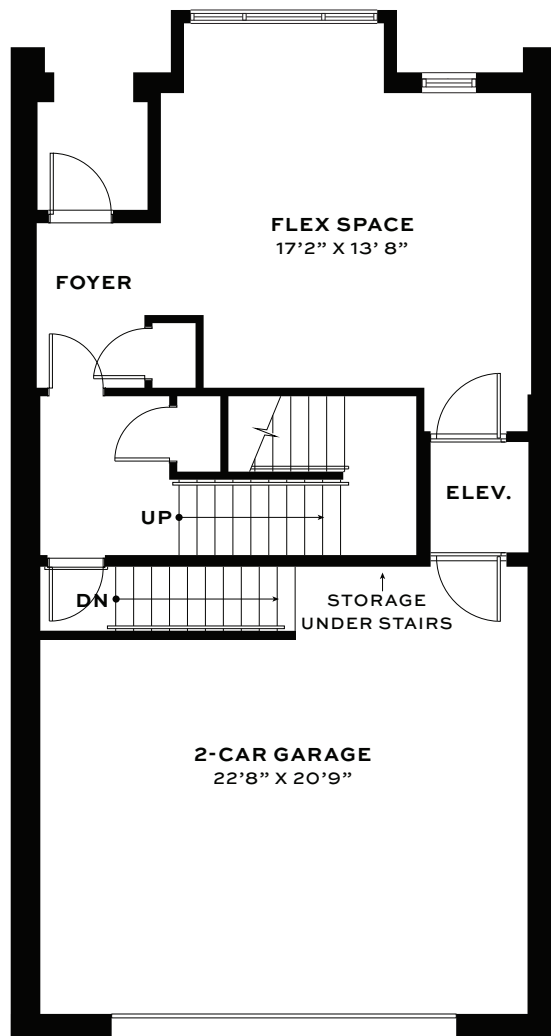 FLEX SPACE
17’2” X 13’ 8”
FOYER
ELEV.
UP
DN
STORAGE
UNDER STAIRS
2-CAR GARAGE
22’8” X 20’9”